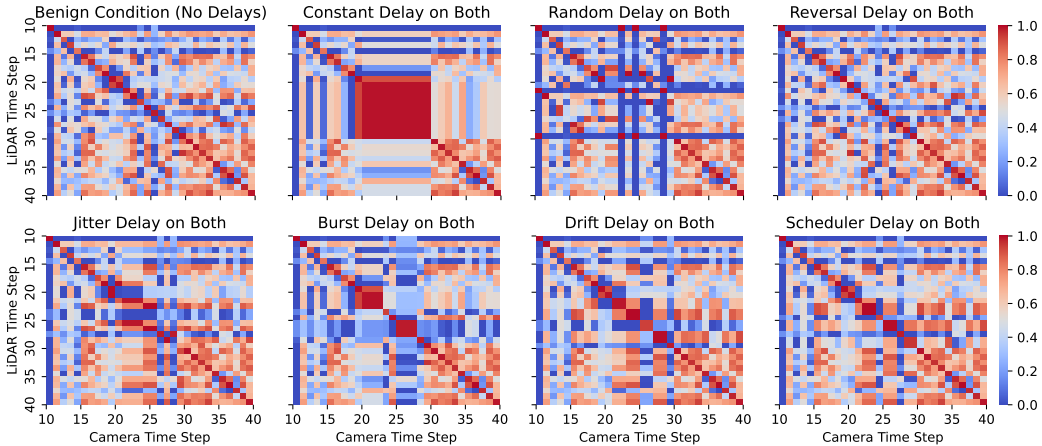 Benign Condition (No Delays)
Constant Delay on Both
Random Delay on Both
Reversal Delay on Both
LiDAR Time Step
10
15
20
25
30
35
40
1.0
0.8
0.6
0.4
0.2
0.0
Jitter Delay on Both
Burst Delay on Both
Drift Delay on Both
Scheduler Delay on Both
LiDAR Time Step
10
15
20
25
30
35
40
1.0
0.8
0.6
0.4
0.2
0.0
10 15 20 25 30 35 40
10 15 20 25 30 35 40
10 15 20 25 30 35 40
10 15 20 25 30 35 40
Camera Time Step
Camera Time Step
Camera Time Step
Camera Time Step